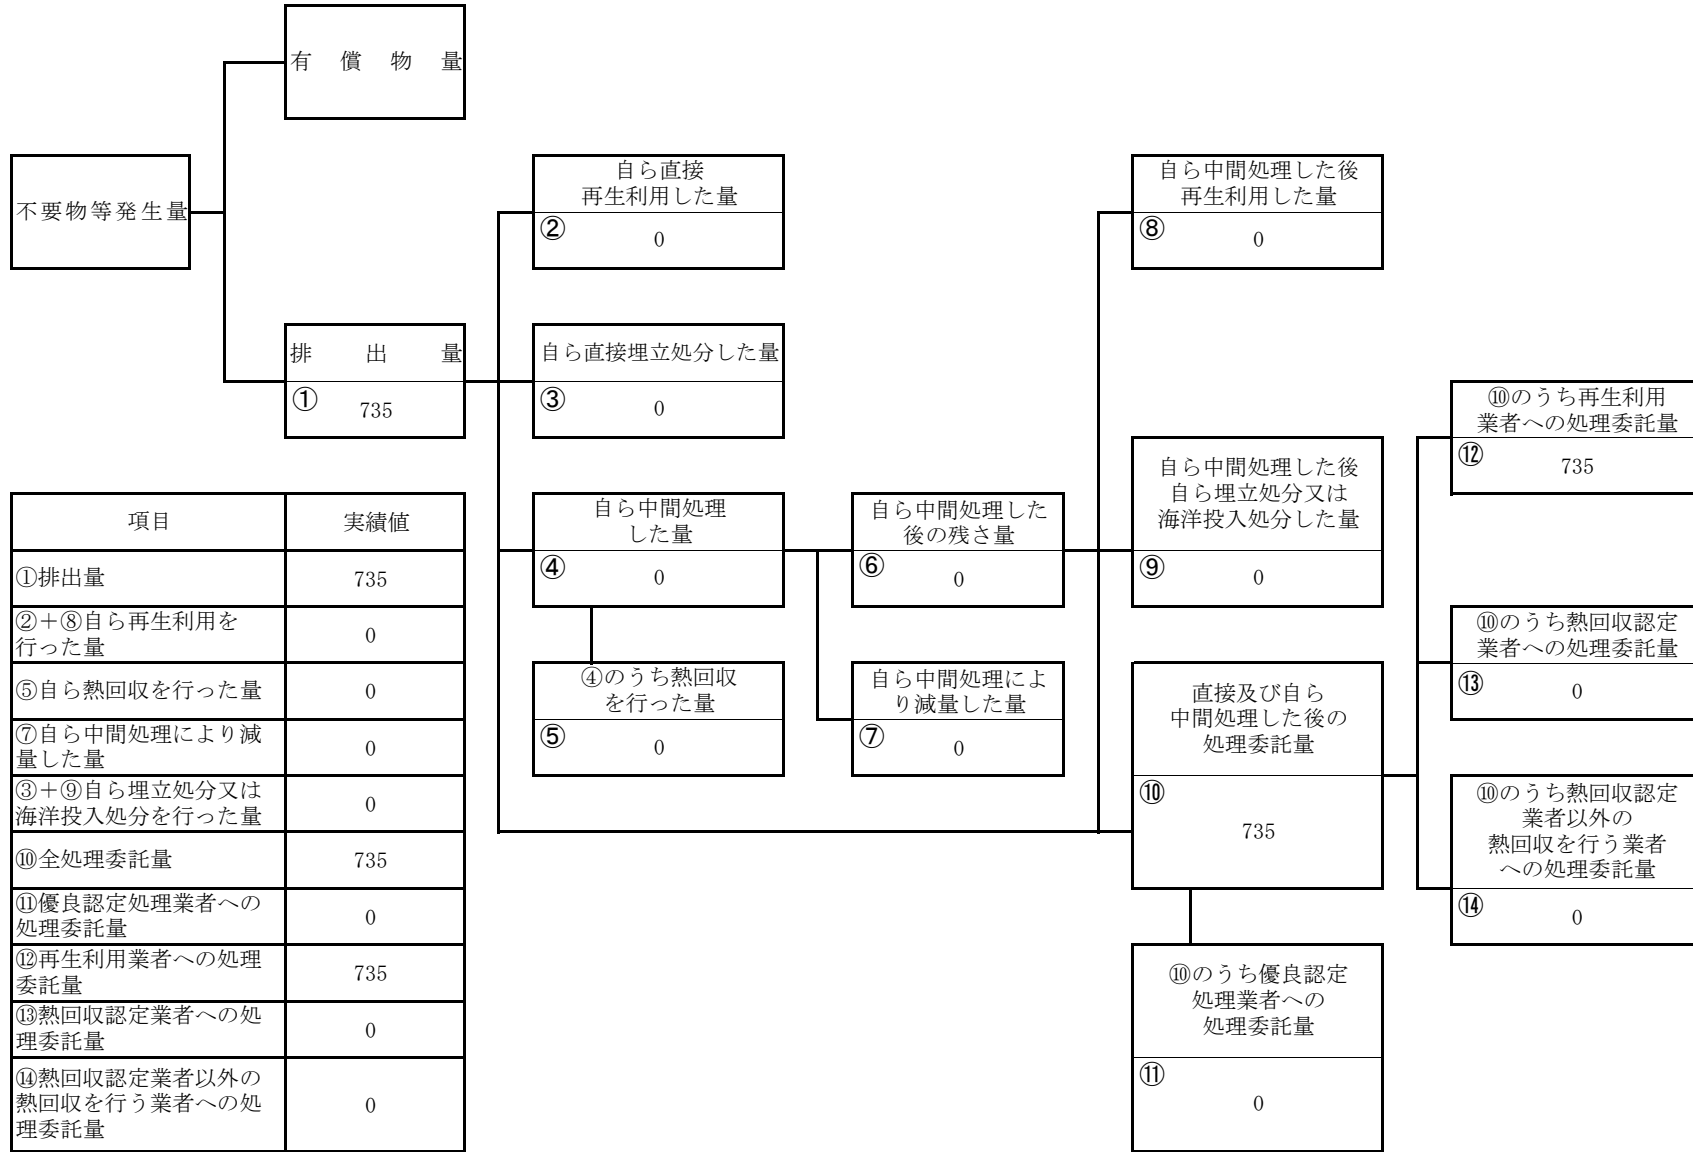 有償物量
不要物等発生量
自ら直接
再生利用した量
② 0
自ら中間処理した後
再生利用した量
⑧ 0
排出量
① 735
自ら直接埋立処分した量
③ 0
⑩のうち再生利用
業者への処理委託量
⑫ 735
自ら中間処理
した量
④ 0
自ら中間処理した
後の残さ量
⑥ 0
自ら中間処理した後
自ら埋立処分又は
海洋投入処分した量
⑨ 0
⑩のうち熱回収認定
業者への処理委託量
⑬ 0
④のうち熱回収
を行った量
⑤ 0
自ら中間処理によ
り減量した量
⑦ 0
直接及び自ら
中間処理した後の
処理委託量
⑩
735
⑩のうち熱回収認定
業者以外の
熱回収を行う業者
への処理委託量
⑭ 0
⑩のうち優良認定
処理業者への
処理委託量
⑪
0
項目 実績値
①排出量 735
②＋⑧自ら再生利用を
行った量 0
⑤自ら熱回収を行った量 0
⑦自ら中間処理により減
量した量 0
③＋⑨自ら埋立処分又は
海洋投入処分を行った量 0
⑩全処理委託量 735
⑪優良認定処理業者への
処理委託量 0
⑫再生利用業者への処理
委託量 735
⑬熱回収認定業者への処
理委託量 0
⑭熱回収認定業者以外の
熱回収を行う業者への処
理委託量 0